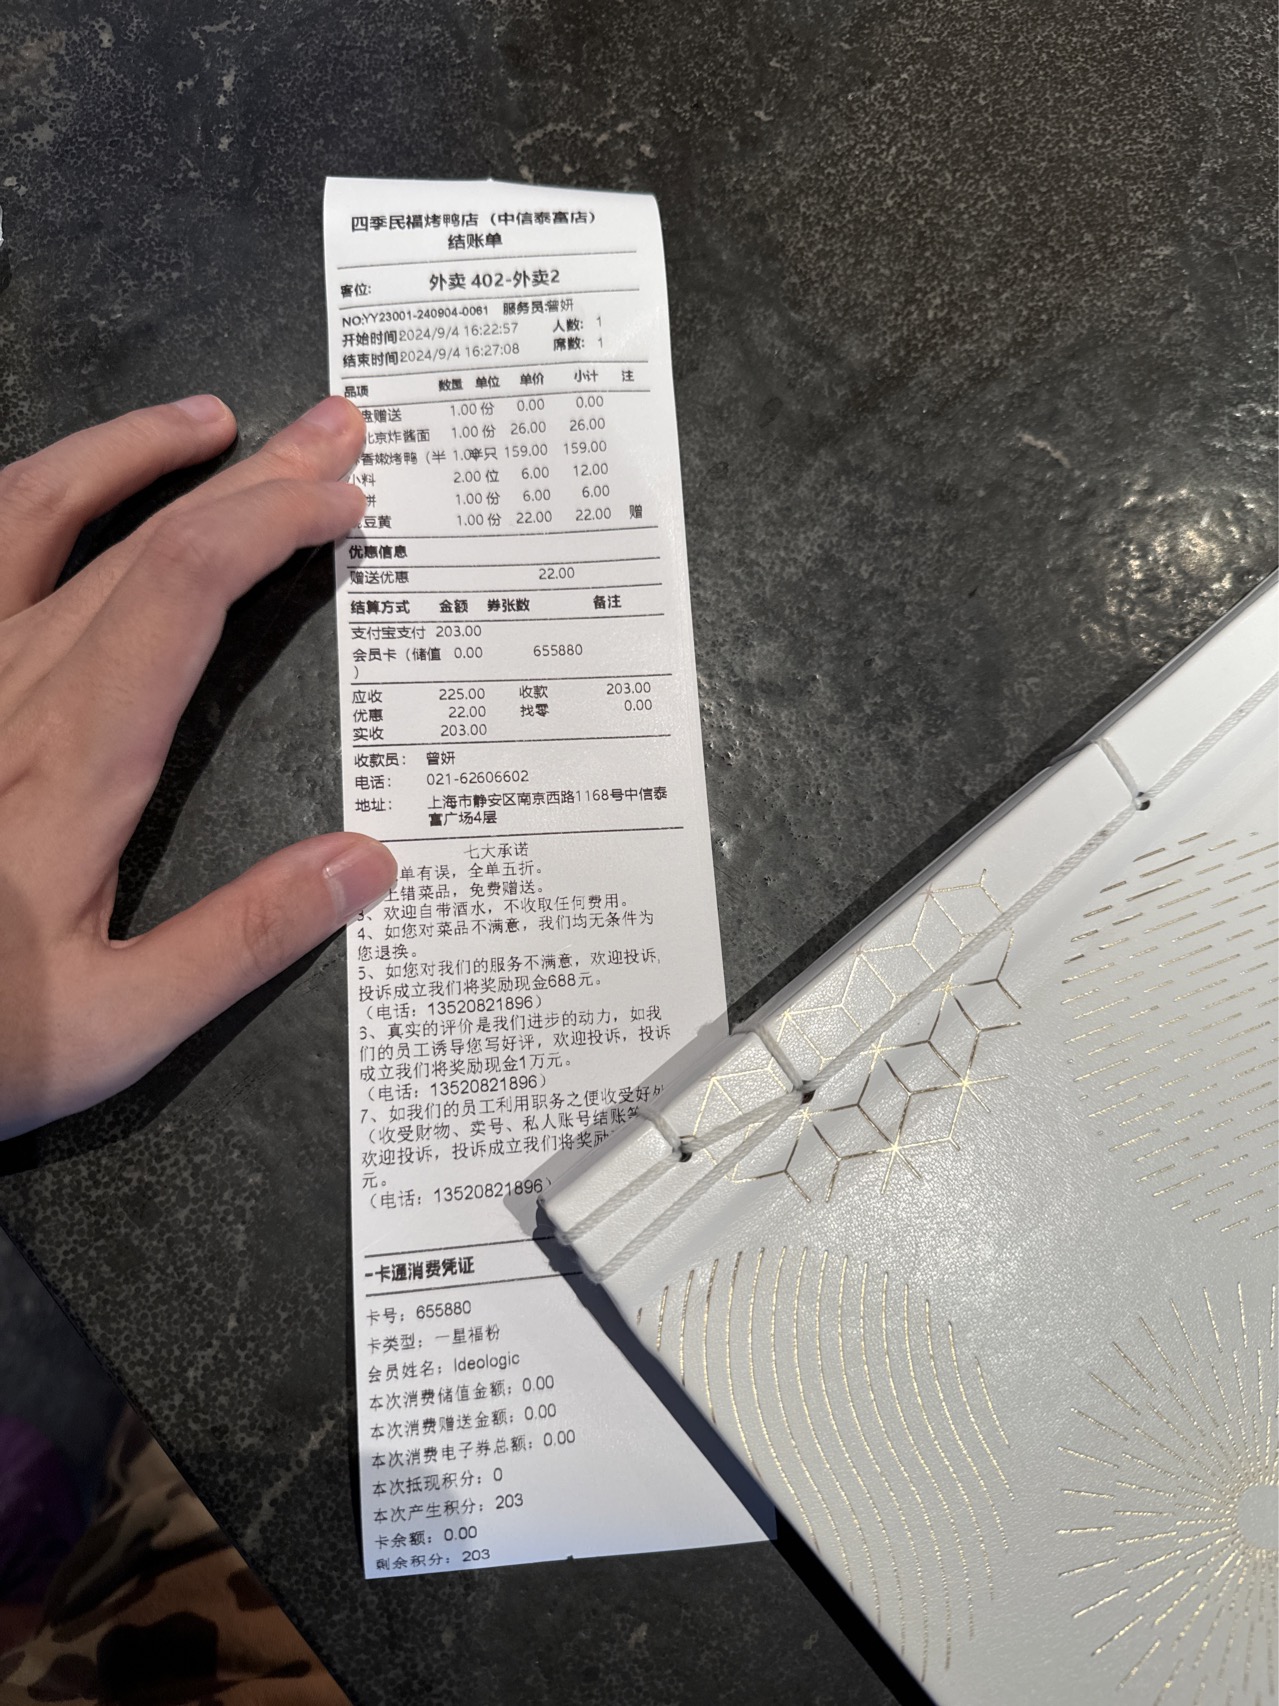 四季民福烤鸭店（中信泰富店）
结账单
客位: 外卖 402-外卖2
NO:YY23001-240904-0061 服务员:曾妍
开始时间:2024/9/4 16:22:57 人数: 1
结束时间:2024/9/4 16:27:08 席数: 1
品项 数量 单位 单价 小计 注
盘赠送 1.00 份 0.00 0.00
北京炸酱面 1.00 份 26.00 26.00
香嫩烤鸭（半 1.00 半只 159.00 159.00
小料 2.00 位 6.00 12.00
饼 1.00 份 6.00 6.00
豆黄 1.00 份 22.00 22.00 赠
优惠信息
赠送优惠 22.00
结算方式 金额 券张数 备注
支付宝支付 203.00
会员卡（储值 0.00 655880
）
应收 225.00 收款 203.00
优惠 22.00 找零 0.00
实收 203.00
收款员: 曾妍
电话: 021-62606602
地址: 上海市静安区南京西路1168号中信泰
富广场4层
七大承诺
单有误，全单五折。
上错菜品，免费赠送。
3、欢迎自带酒水，不收取任何费用。
4、如您对菜品不满意，我们均无条件为
您退换。
5、如您对我们的服务不满意，欢迎投诉，
投诉成立我们将奖励现金688元。
（电话：13520821896）
6、真实的评价是我们进步的动力，如我
们的员工诱导您写好评，欢迎投诉，投诉
成立我们将奖励现金1万元。
（电话：13520821896）
7、如我们的员工利用职务之便收受好处
（收受财物、卖号、私人账号结账等
欢迎投诉，投诉成立我们将奖励
元。
（电话：13520821896）
一卡通消费凭证
卡号：655880
卡类型：一星福粉
会员姓名：Ideologic
本次消费储值金额：0.00
本次消费赠送金额：0.00
本次消费电子券总额：0.00
本次抵现积分：0
本次产生积分：203
卡余额：0.00
剩余积分：203